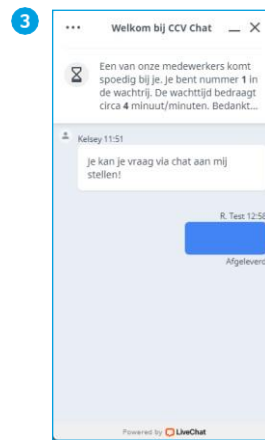 3
Welkom bij CCV Chat
Een van onze medewerkers komt
spoedig bij je. Je bent nummer 1 in
de wachtrij. De wachttijd bedraagt
circa 4 minuut/minuten. Bedankt...
Kelsey 11:51
Je kan je vraag via chat aan mij
stellen!
R. Test 12:58
Afgeleverd
Powered by LiveChat